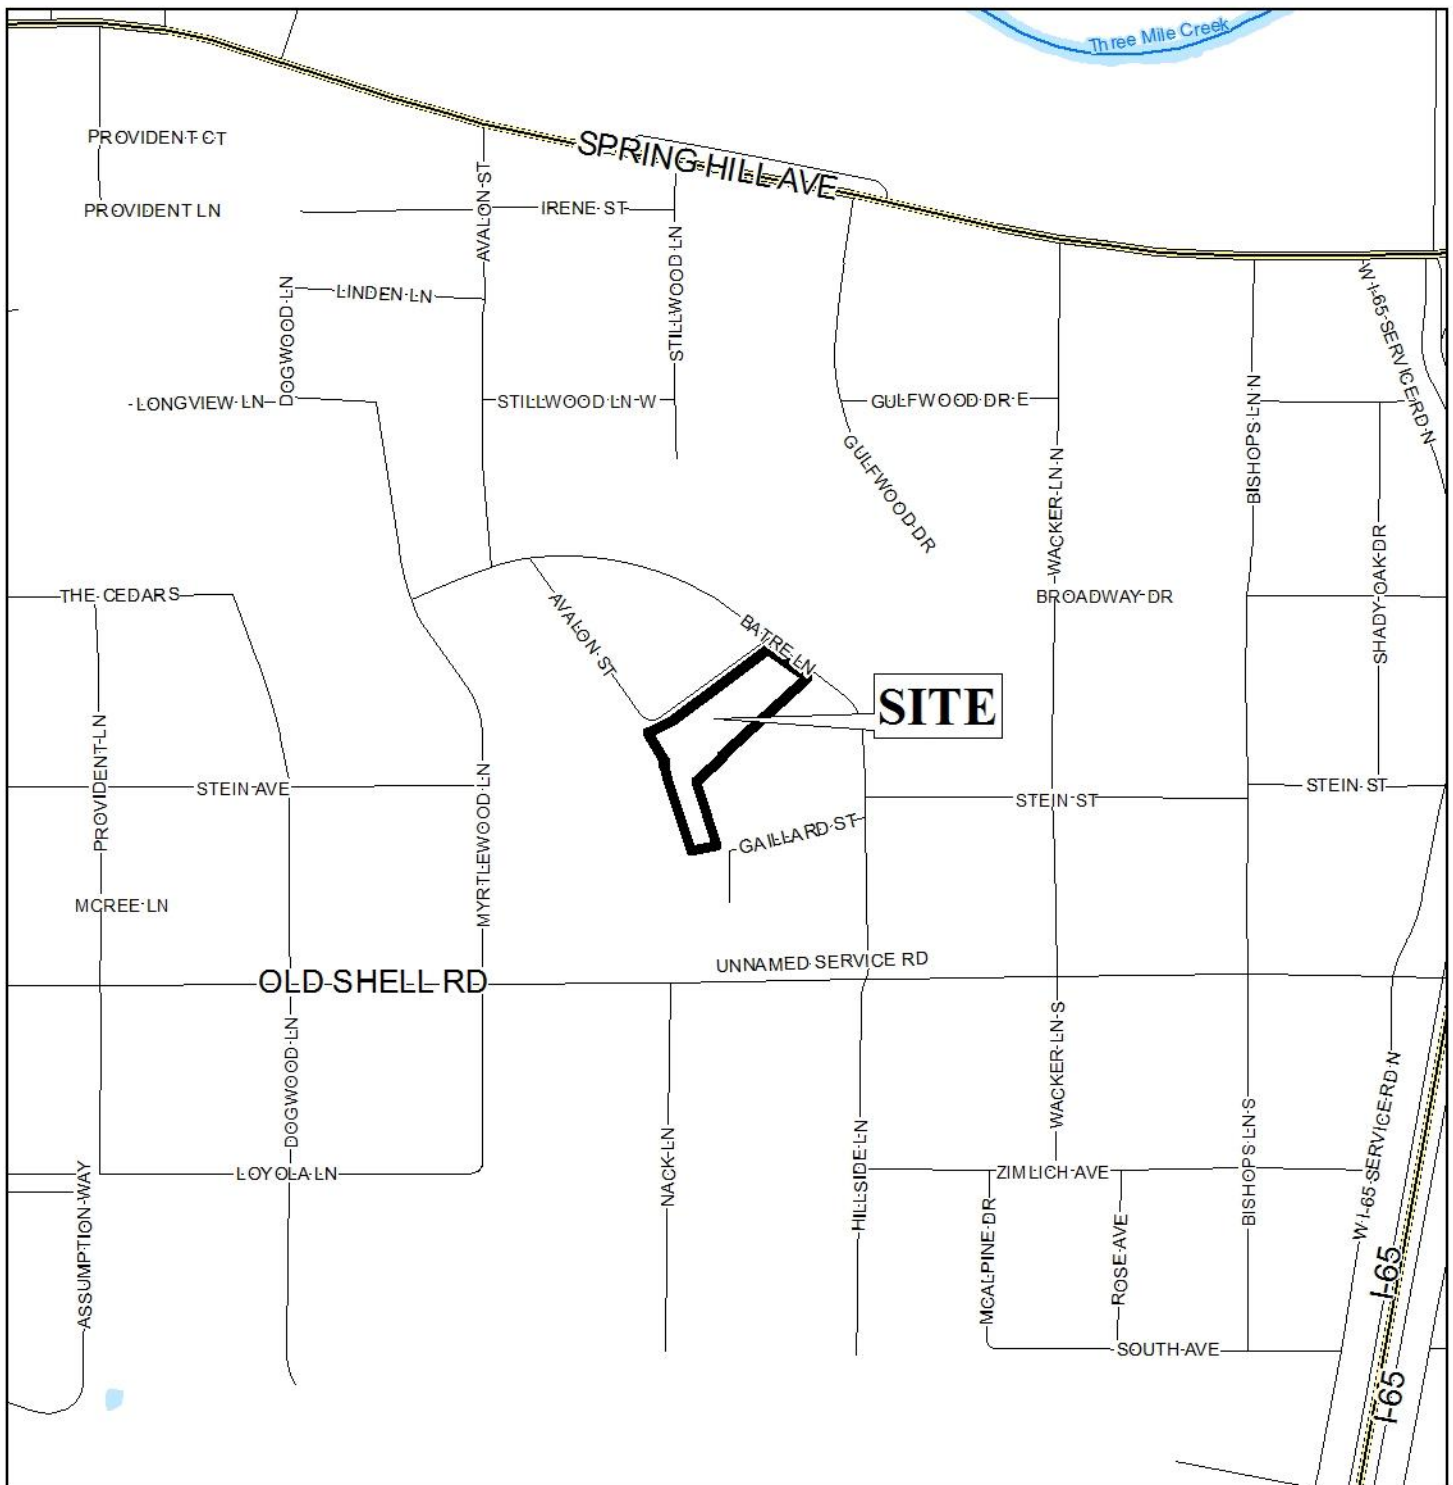 Three Mile Creek
PROVIDENT CT
SPRING HILL AVE
PROVIDENT LN
AVALON ST
IRENE ST
STILLWOOD LN
DOGWOOD LN
LINDEN LN
W I-65 SERVICE RD N
LONGVIEW LN
STILLWOOD LN W
GULFWOOD DR E
GULFWOOD DR
WACKER LN N
BISHOPS LN N
SHADY OAK DR
THE CEDARS
AVALON ST
BATRE LN
BROADWAY DR
SITE
PROVIDENT LN
STEIN AVE
MYRTLEWOOD LN
GAILLARD ST
STEIN ST
STEIN ST
MCREE LN
OLD SHELL RD
UNNAMED SERVICE RD
DOGWOOD LN
WACKER LN S
W I-65 SERVICE RD N
ASSUMPTION WAY
LOYOLA LN
NACK LN
HILLSIDE LN
ZIMLICH AVE
BISHOPS LN S
MCALPINE DR
ROSE AVE
I-65
SOUTH AVE
I-65